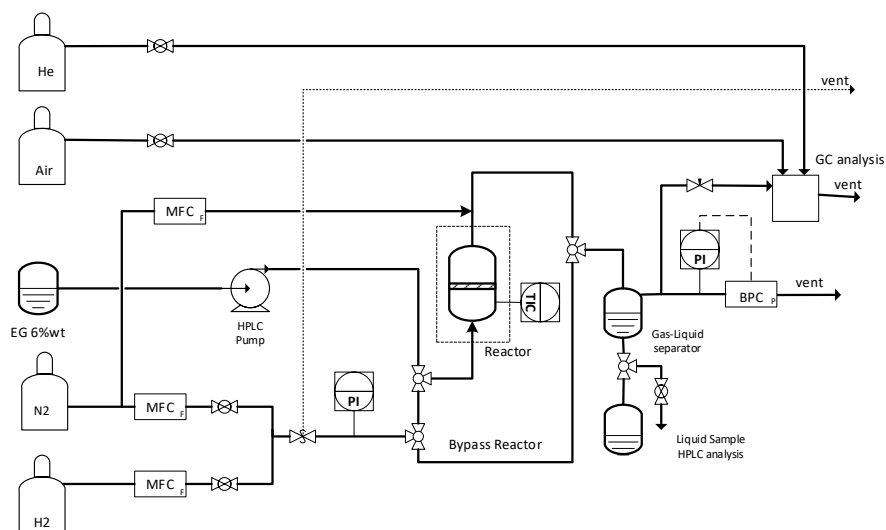 He
vent
Air
GC analysis
vent
MFC F
PI
EG 6%wt
HPLC
Pump
TIC
BPC P
vent
Gas-Liquid
separator
Reactor
N2
MFC F
PI
Bypass Reactor
Liquid Sample
HPLC analysis
MFC F
H2